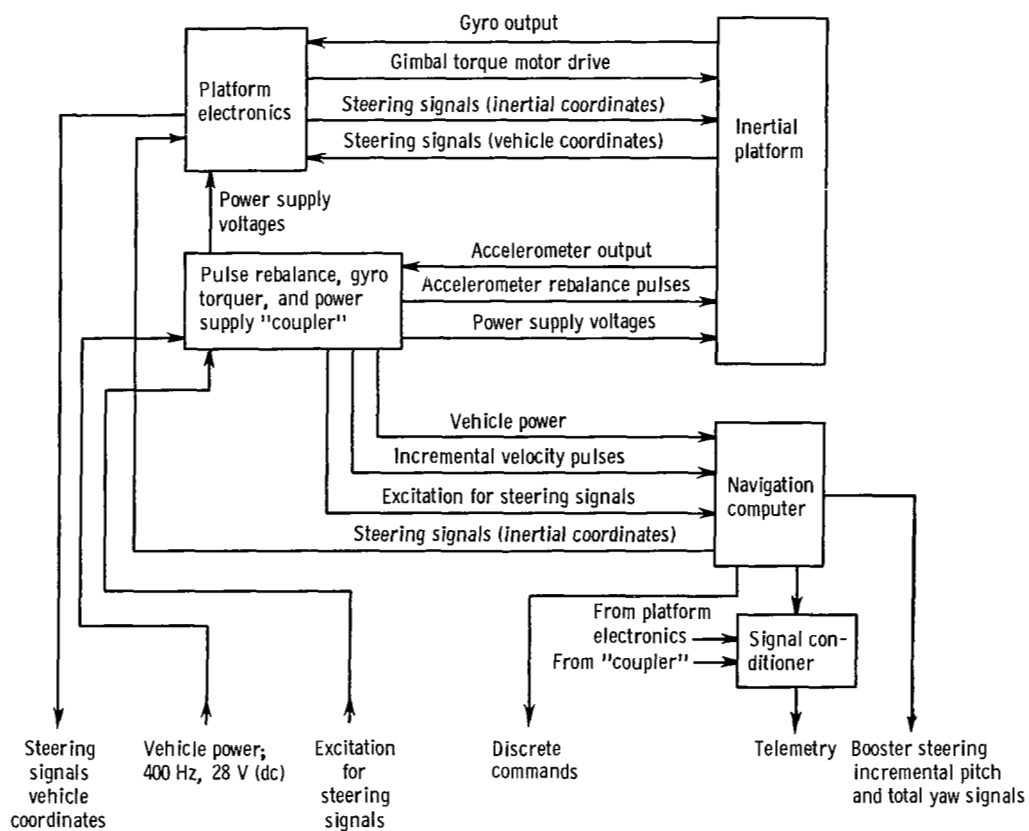 Gyro output
Gimbal torque motor drive
Platform
electronics
Steering signals (inertial coordinates)
Steering signals (vehicle coordinates)
Inertial
platform
Power supply
voltages
Pulse rebalance, gyro
torquer, and power
supply "coupler"
Accelerometer output
Accelerometer rebalance pulses
Power supply voltages
Vehicle power
Incremental velocity pulses
Excitation for steering signals
Steering signals (inertial coordinates)
Navigation
computer
From platform
electronics
From "coupler"
Signal con-
ditioner
Steering
signals
vehicle
coordinates
Vehicle power;
400 Hz, 28 V (dc)
Excitation
for
steering
signals
Discrete
commands
Telemetry
Booster steering
incremental pitch
and total yaw signals